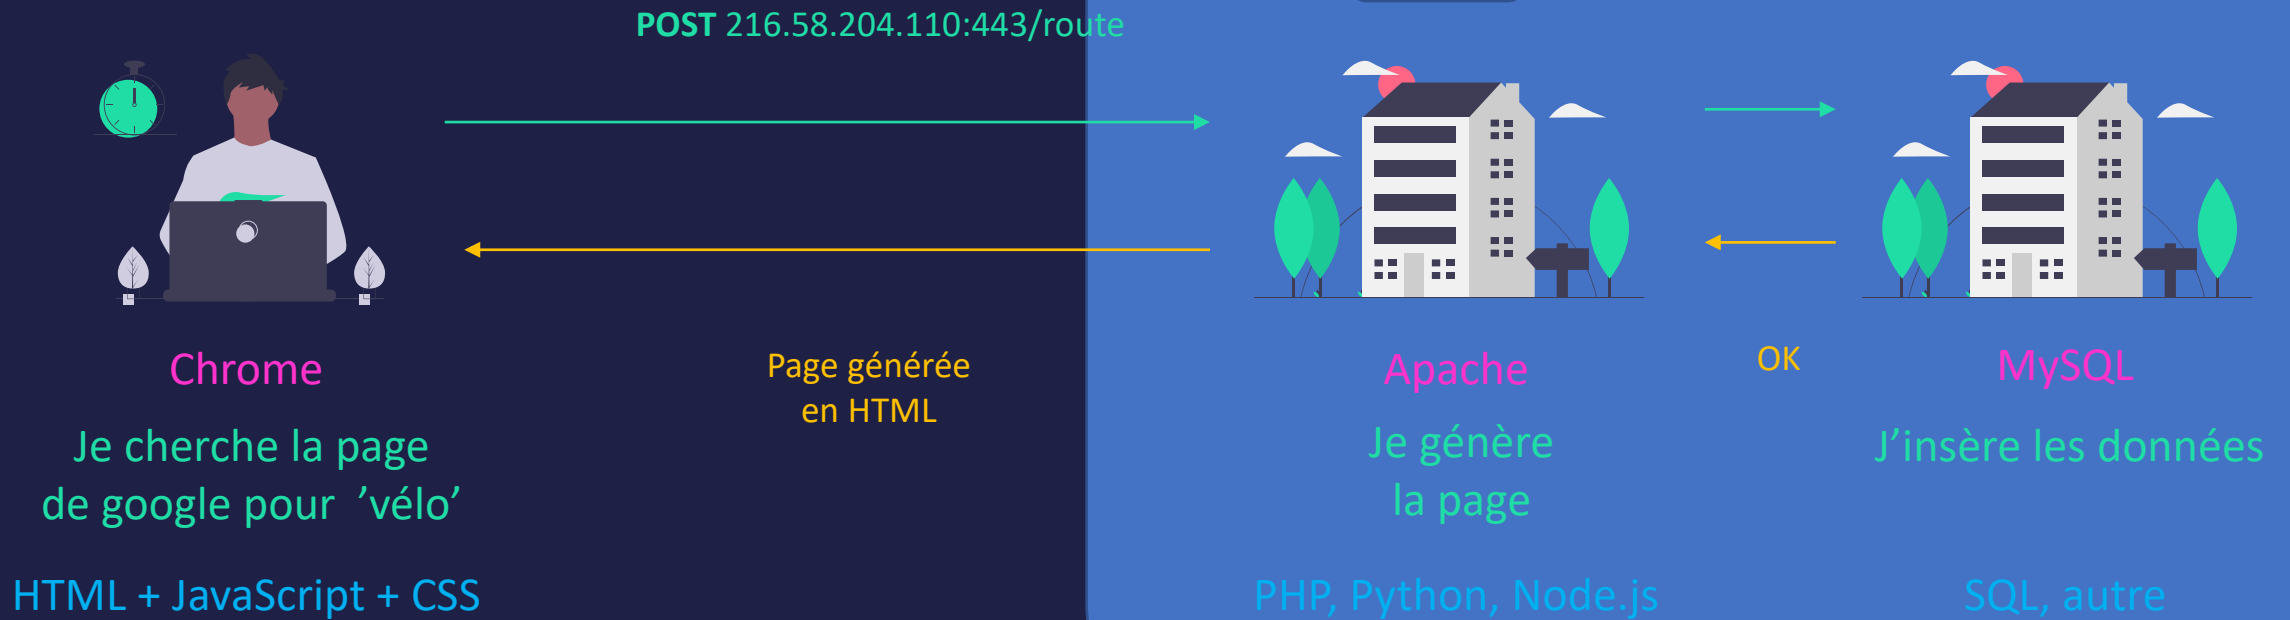 POST 216.58.204.110:443/route
Chrome
Je cherche la page
de google pour ’vélo’
HTML + JavaScript + CSS
Page générée
en HTML
Apache
Je génère
la page
PHP, Python, Node.js
OK
MySQL
J’insère les données
SQL, autre